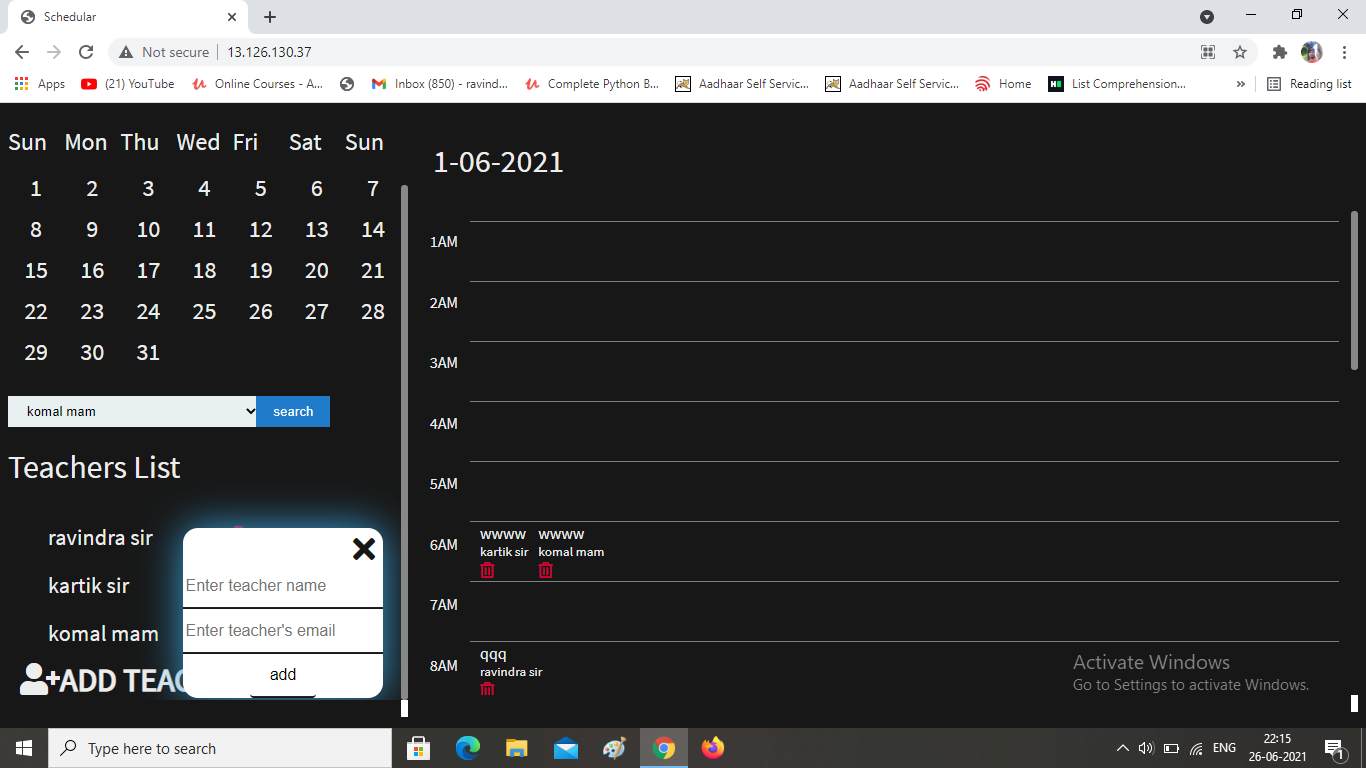 Schedular
Not secure 13.126.130.37
Apps (21) YouTube Online Courses - A... Inbox (850) - ravind... Complete Python B... Aadhaar Self Servic... Aadhaar Self Servic... Home List Comprehension... » Reading list
Sun Mon Thu Wed Fri Sat Sun
1 2 3 4 5 6 7
8 9 10 11 12 13 14
15 16 17 18 19 20 21
22 23 24 25 26 27 28
29 30 31
komal mam search
Teachers List
ravindra sir
kartik sir
komal mam
ADD TEAC
Enter teacher name
Enter teacher's email
add
1-06-2021
1AM
2AM
3AM
4AM
5AM
6AM
wwww wwww
kartik sir komal mam
7AM
8AM
qqq
ravindra sir
Activate Windows
Go to Settings to activate Windows.
Type here to search
ENG
22:15
26-06-2021
1